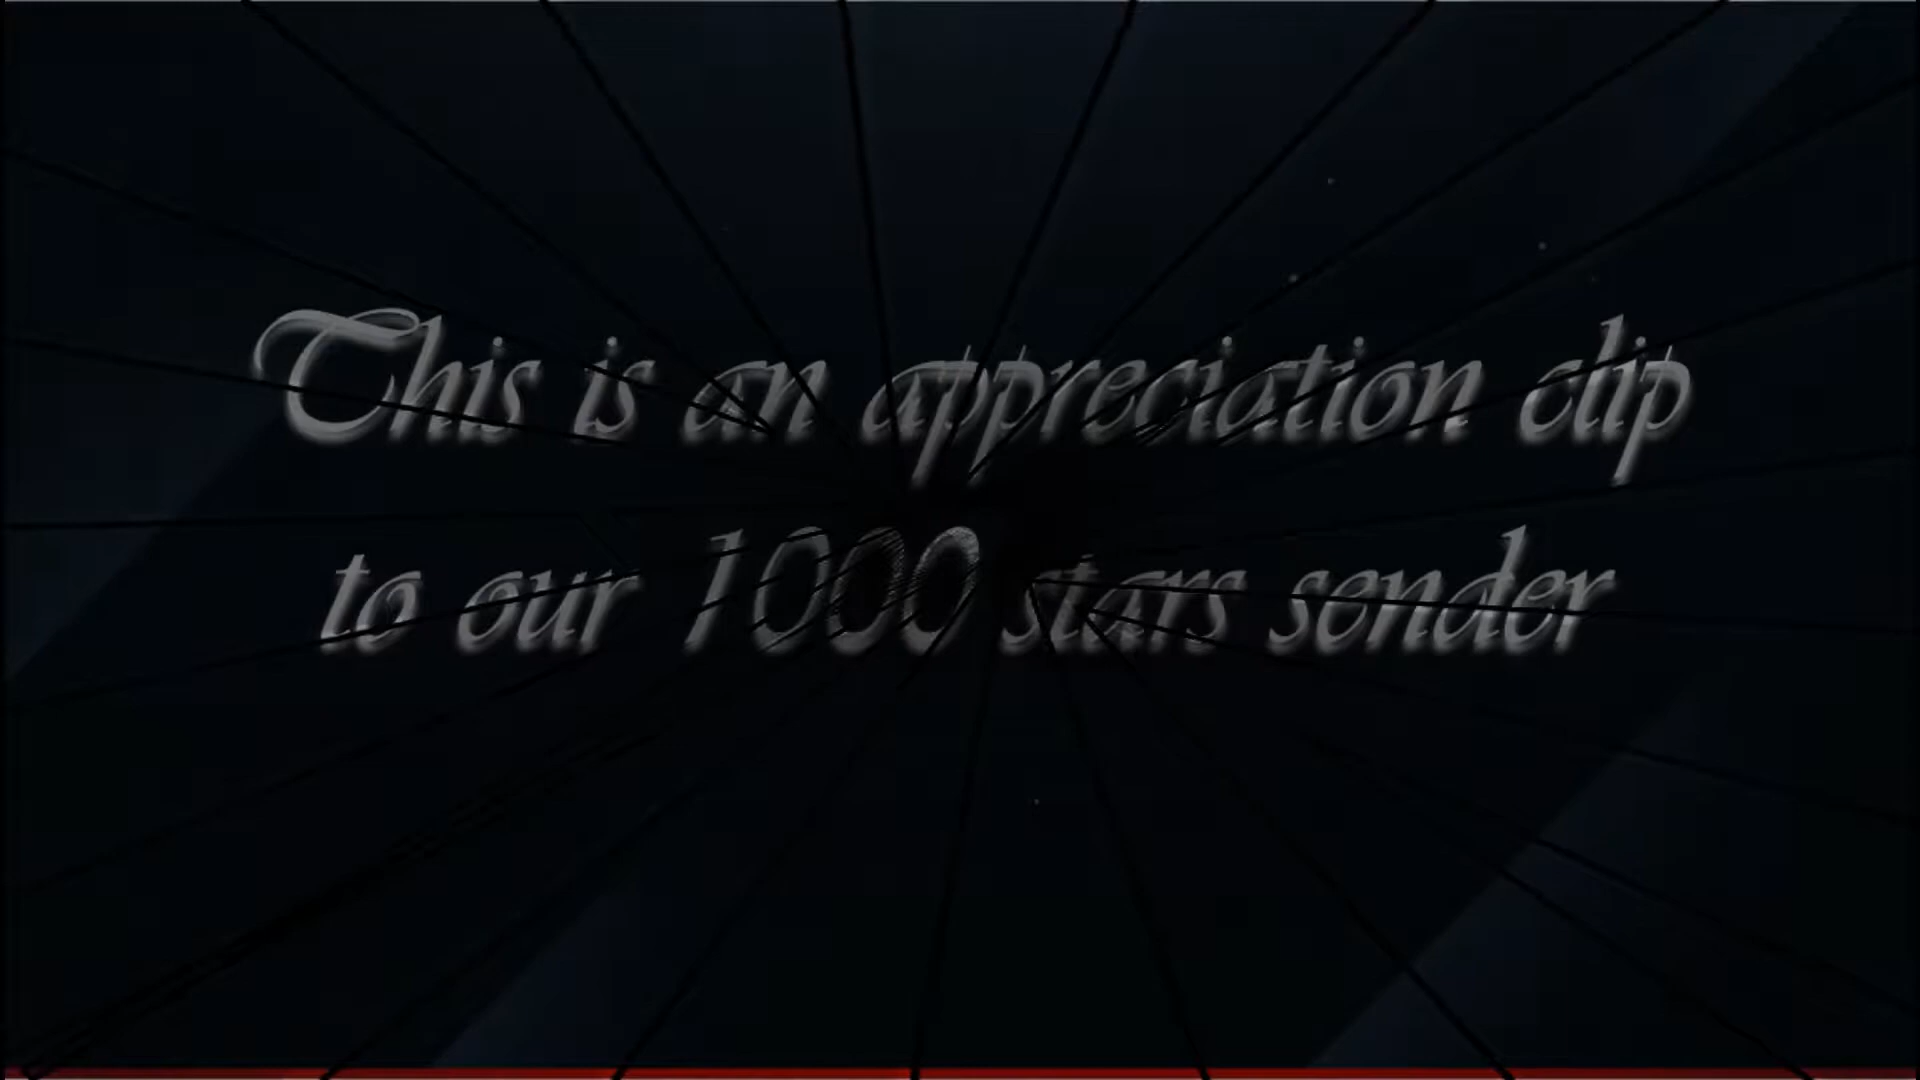 This is an appreciation clip
to our 1000 stars sender